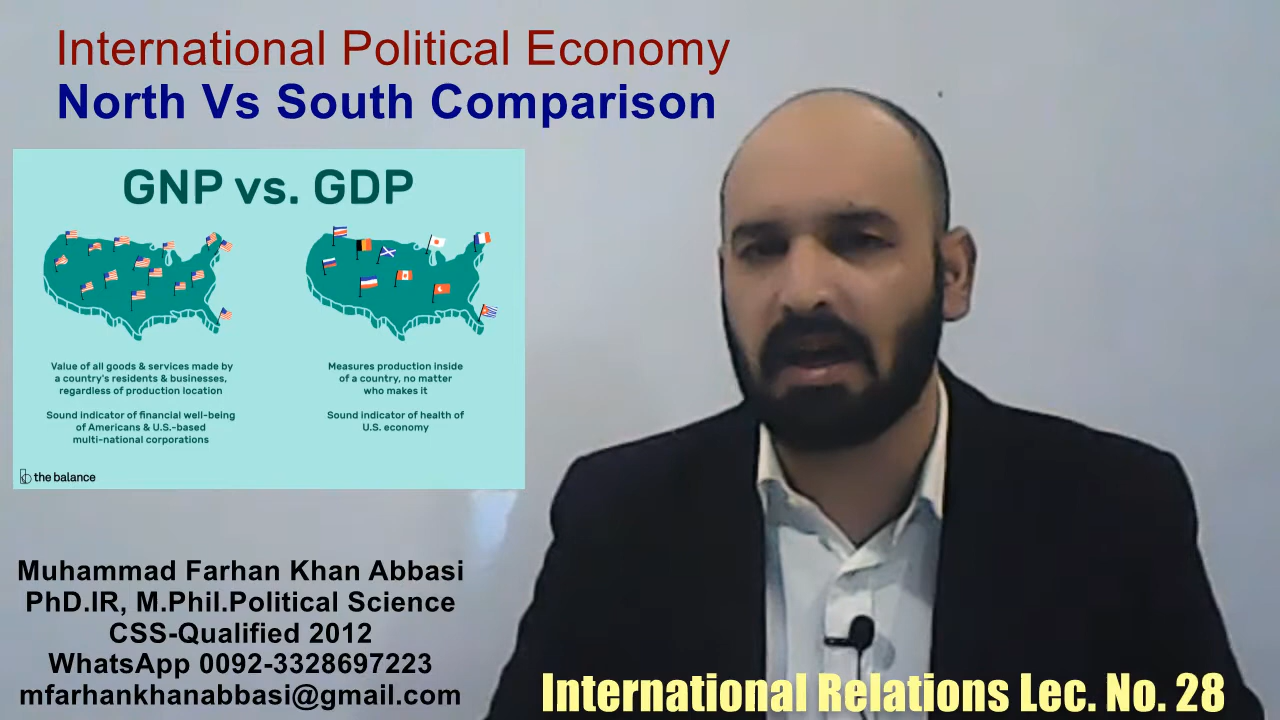 International Political Economy
North Vs South Comparison
GNP vs. GDP
Value of all goods & services made by
a country's residents & businesses,
regardless of production location
Sound indicator of financial well-being
of Americans & U.S.-based
multi-national corporations
Measures production inside
of a country, no matter
who makes it
Sound indicator of health of
U.S. economy
the balance
Muhammad Farhan Khan Abbasi
PhD.IR, M.Phil.Political Science
CSS-Qualified 2012
WhatsApp 0092-3328697223
mfarhankhanabbasi@gmail.com
International Relations Lec. No. 28